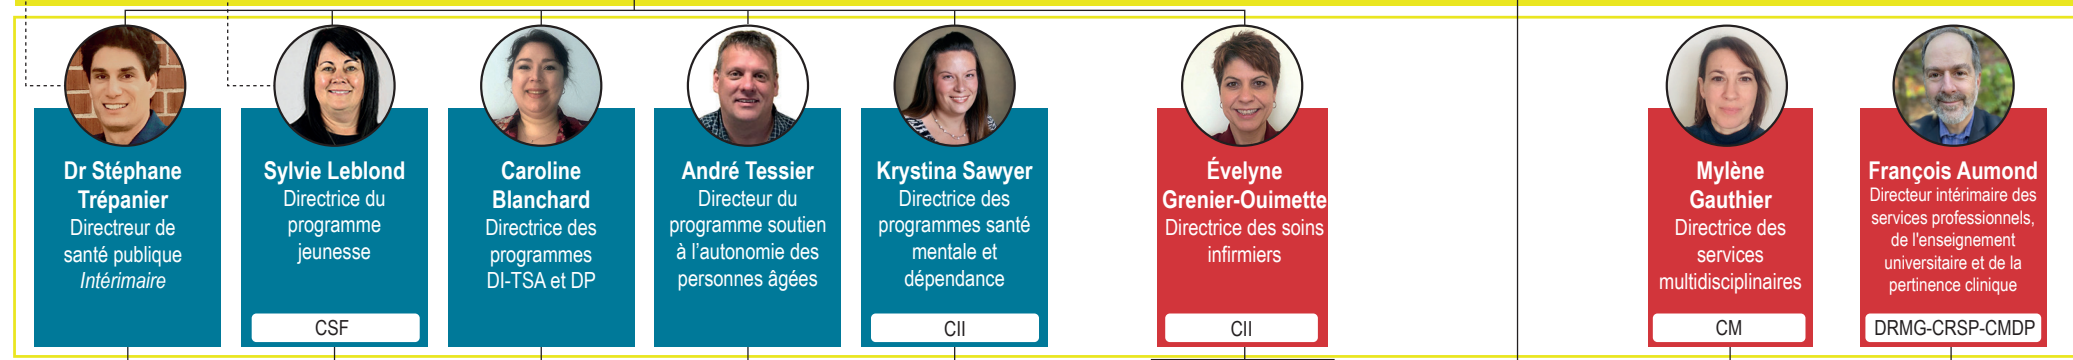 Dr Stéphane
Trépanier
Directreur de
santé publique
Intérimaire
Sylvie Leblond
Directrice du
programme
jeunesse
CSF
Caroline
Blanchard
Directrice des
programmes
DI-TSA et DP
André Tessier
Directeur du
programme soutien
à l'autonomie des
personnes âgées
Krystina Sawyer
Directrice des
programmes santé
mentale et
dépendance
CII
Évelyne
Grenier-Ouimette
Directrice des soins
infirmiers
CII
Mylène
Gauthier
Directrice des
services
multidisciplinaires
CM
François Aumond
Directeur intérimaire des
services professionnels,
de l'enseignement
universitaire et de la
pertinence clinique
DRMG-CRSP-CMDP